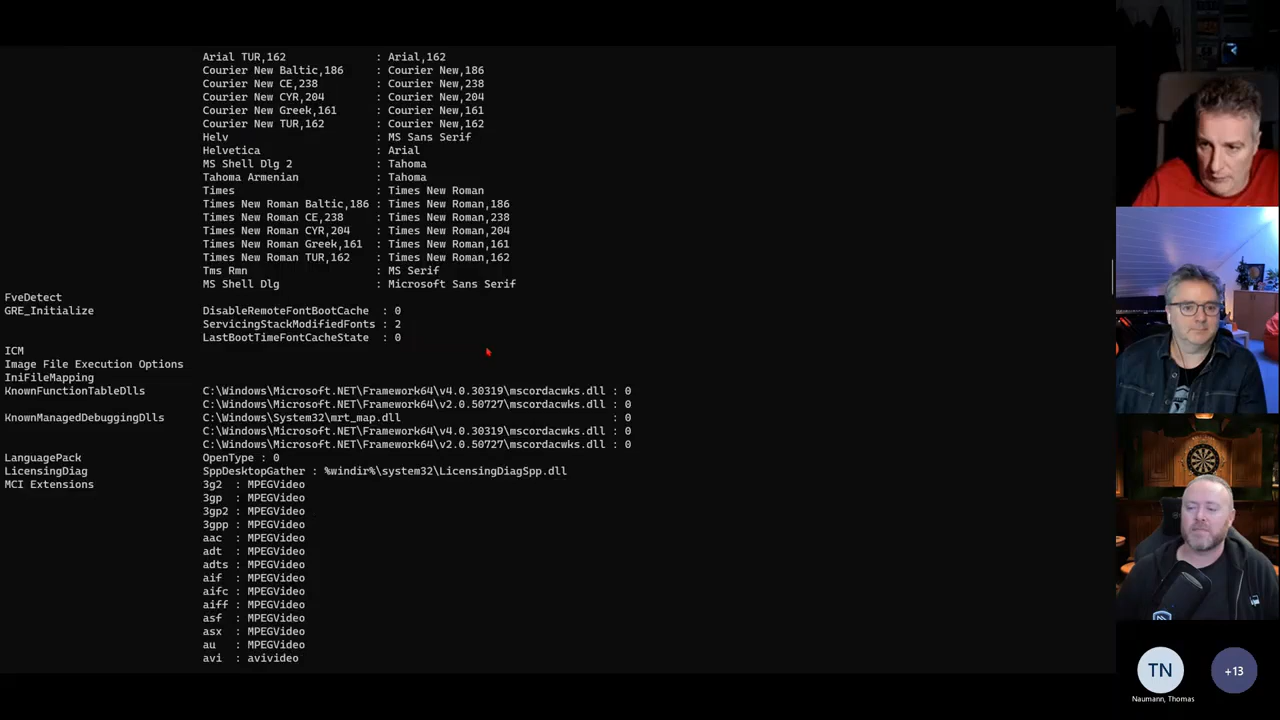 Arial TUR,162 : Arial,162
Courier New Baltic,186 : Courier New,186
Courier New CE,238 : Courier New,238
Courier New CYR,204 : Courier New,204
Courier New Greek,161 : Courier New,161
Courier New TUR,162 : Courier New,162
Helv : MS Sans Serif
Helvetica : Arial
MS Shell Dlg 2 : Tahoma
Tahoma Armenian : Tahoma
Times : Times New Roman
Times New Roman Baltic,186 : Times New Roman,186
Times New Roman CE,238 : Times New Roman,238
Times New Roman CYR,204 : Times New Roman,204
Times New Roman Greek,161 : Times New Roman,161
Times New Roman TUR,162 : Times New Roman,162
Tms Rmn : MS Serif
MS Shell Dlg : Microsoft Sans Serif
FveDetect
GRE_Initialize DisableRemoteFontBootCache : 0
ServicingStackModifiedFonts : 2
LastBootTimeFontCacheState : 0
ICM
Image File Execution Options
IniFileMapping
KnownFunctionTableDlls C:\Windows\Microsoft.NET\Framework64\v4.0.30319\mscordacwks.dll : 0
C:\Windows\Microsoft.NET\Framework64\v2.0.50727\mscordacwks.dll : 0
KnownManagedDebuggingDlls C:\Windows\System32\mrt_map.dll : 0
C:\Windows\Microsoft.NET\Framework64\v4.0.30319\mscordacwks.dll : 0
C:\Windows\Microsoft.NET\Framework64\v2.0.50727\mscordacwks.dll : 0
LanguagePack OpenType : 0
LicensingDiag SppDesktopGather : %windir%\system32\LicensingDiagSpp.dll
MCI Extensions 3g2 : MPEGVideo
3gp : MPEGVideo
3gp2 : MPEGVideo
3gpp : MPEGVideo
aac : MPEGVideo
adt : MPEGVideo
adts : MPEGVideo
aif : MPEGVideo
aifc : MPEGVideo
aiff : MPEGVideo
asf : MPEGVideo
asx : MPEGVideo
au : MPEGVideo
avi : avivideo
TN
+13
Naumann, Thomas